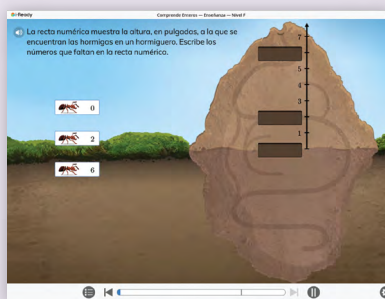 i-Ready
Comprende Enteros — Enseñanza — Nivel F
La recta numérica muestra la altura, en pulgadas, a la que se
encuentran las hormigas en un hormiguero. Escribe los
números que faltan en la recta numérica.
7
5
4
3
1
0
2
6